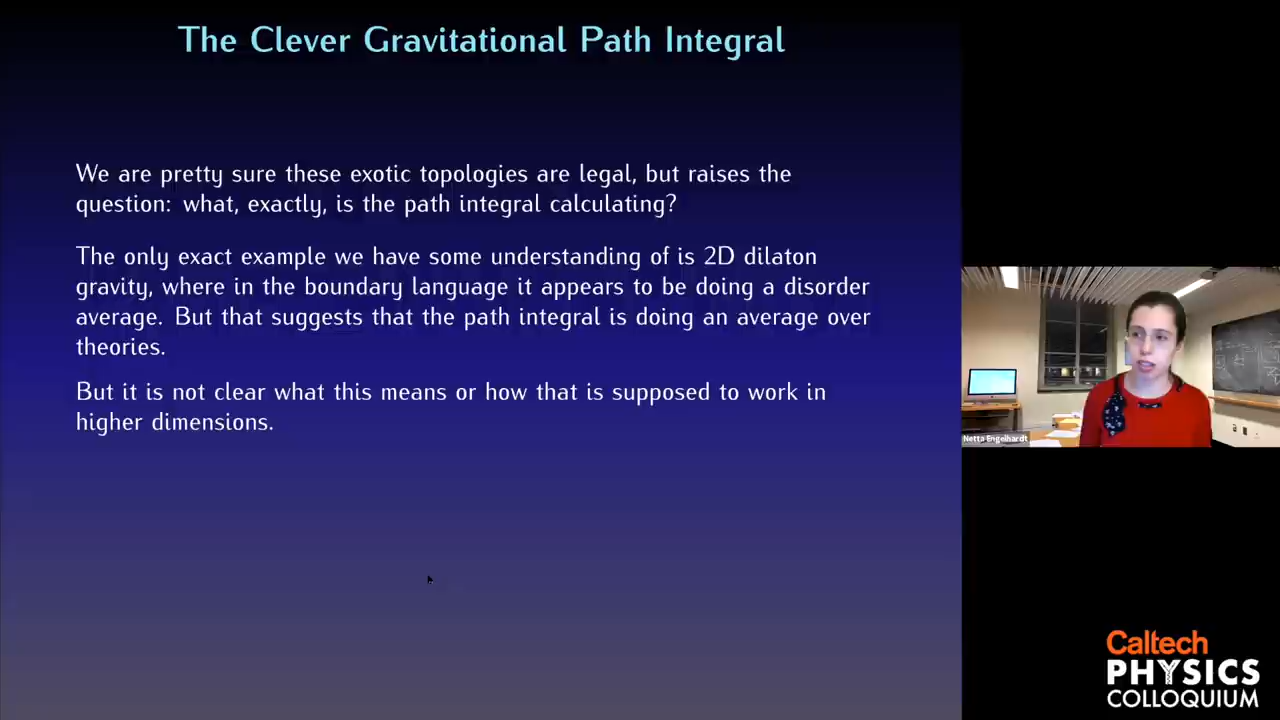 The Clever Gravitational Path Integral
We are pretty sure these exotic topologies are legal, but raises the
question: what, exactly, is the path integral calculating?
The only exact example we have some understanding of is 2D dilaton
gravity, where in the boundary language it appears to be doing a disorder
average. But that suggests that the path integral is doing an average over
theories.
But it is not clear what this means or how that is supposed to work in
higher dimensions.
Netta Engelhardt
Caltech
PHYSICS
COLLOQUIUM